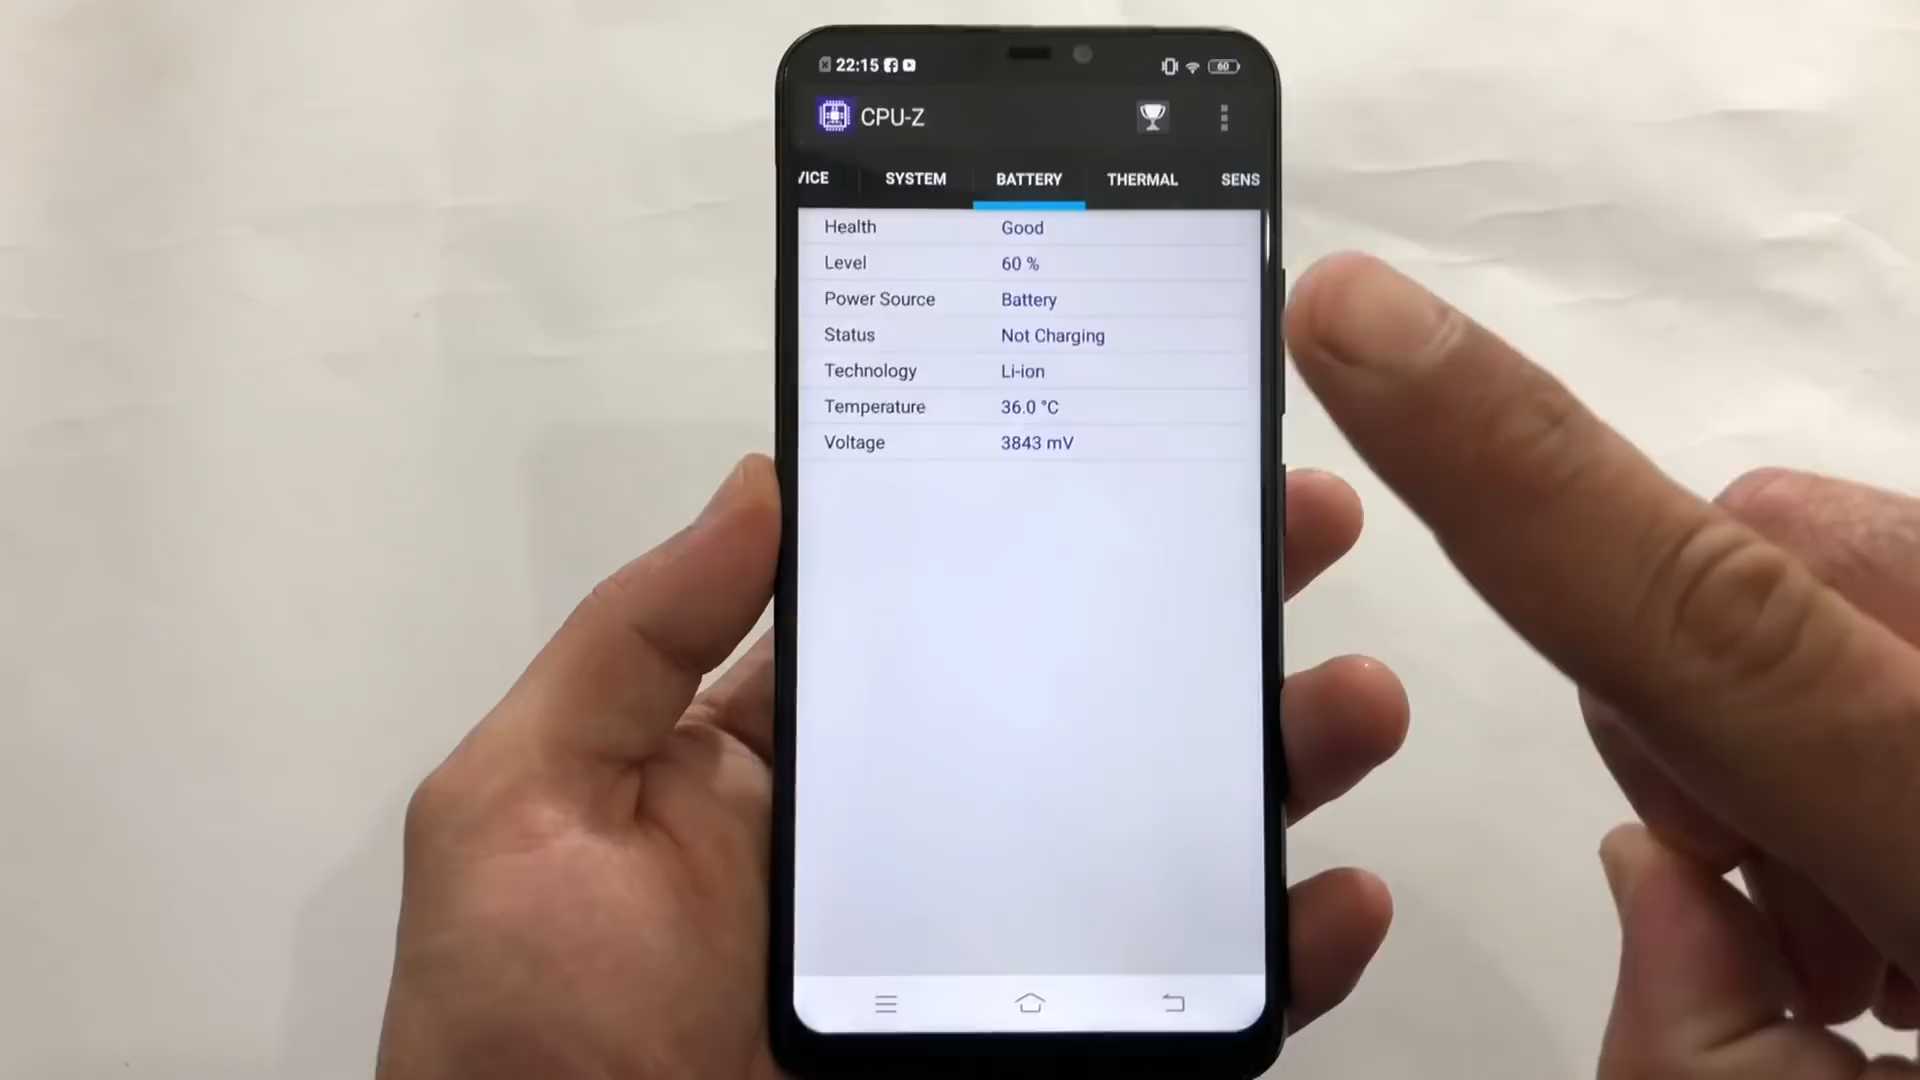 22:15 60
CPU-Z
VICE SYSTEM BATTERY THERMAL SENS
Health Good
Level 60 %
Power Source Battery
Status Not Charging
Technology Li-ion
Temperature 36.0 °C
Voltage 3843 mV